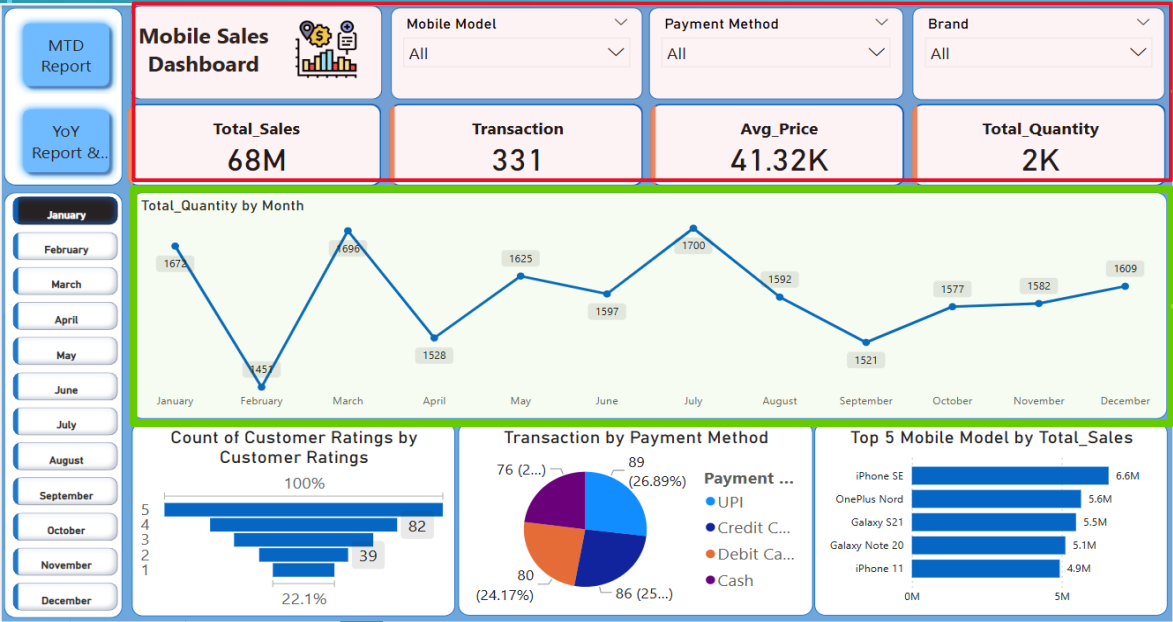 MTD
Report
YoY
Report &..
January
February
March
April
May
June
July
August
September
October
November
December
Mobile Sales
Dashboard
Mobile Model
All
Payment Method
All
Brand
All
Total_Sales
68M
Transaction
331
Avg_Price
41.32K
Total_Quantity
2K
Total_Quantity by Month
1672
1451
1696
1528
1625
1597
1700
1592
1521
1577
1582
1609
January February March April May June July August September October November December
Count of Customer Ratings by
Customer Ratings
100%
5
4
82
3
2
39
1
22.1%
Transaction by Payment Method
76 (2...)
89
(26.89%)
80
(24.17%)
86 (25...)
Payment ...
UPI
Credit C...
Debit Ca...
Cash
Top 5 Mobile Model by Total_Sales
iPhone SE 6.6M
OnePlus Nord 5.6M
Galaxy S21 5.5M
Galaxy Note 20 5.1M
iPhone 11 4.9M
0M 5M